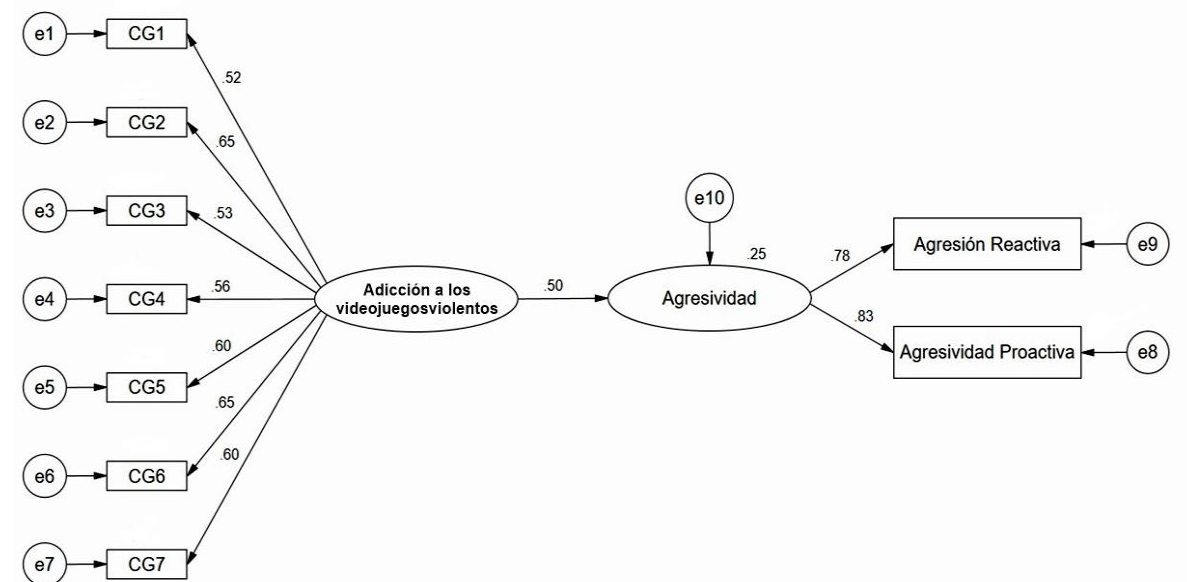 e1
CG1
.52
e2
CG2
.65
e3
CG3
.53
e4
CG4
.56
e5
CG5
.60
e6
CG6
.65
e7
CG7
.60
Adicción a los
videojuegosviolentos
.50
e10
.25
Agresividad
.78
Agresión Reactiva
e9
.83
Agresividad Proactiva
e8